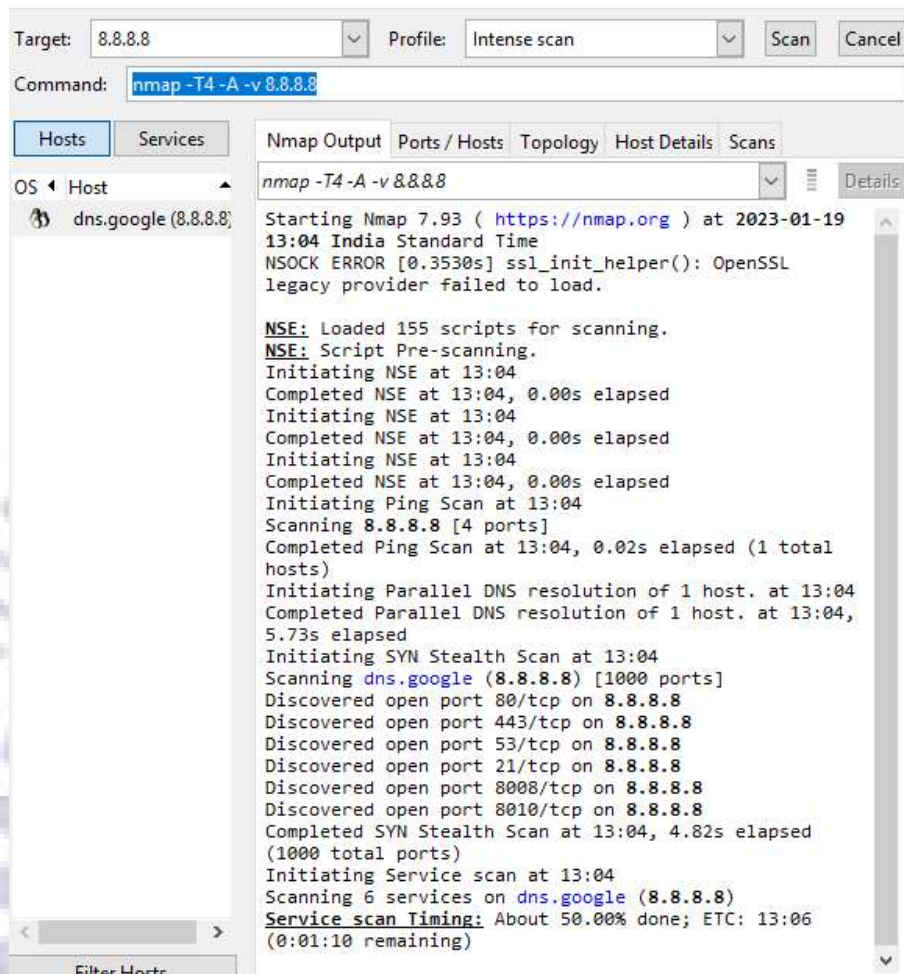 Target: 8.8.8.8 Profile: Intense scan Scan Cancel
Command: nmap -T4 -A -v 8.8.8.8
Hosts Services Nmap Output Ports / Hosts Topology Host Details Scans
OS Host nmap -T4 -A -v 8.8.8.8 Details
dns.google (8.8.8.8)
Starting Nmap 7.93 ( https://nmap.org ) at 2023-01-19
13:04 India Standard Time
NSOCK ERROR [0.3530s] ssl_init_helper(): OpenSSL
legacy provider failed to load.
NSE: Loaded 155 scripts for scanning.
NSE: Script Pre-scanning.
Initiating NSE at 13:04
Completed NSE at 13:04, 0.00s elapsed
Initiating NSE at 13:04
Completed NSE at 13:04, 0.00s elapsed
Initiating NSE at 13:04
Completed NSE at 13:04, 0.00s elapsed
Initiating Ping Scan at 13:04
Scanning 8.8.8.8 [4 ports]
Completed Ping Scan at 13:04, 0.02s elapsed (1 total
hosts)
Initiating Parallel DNS resolution of 1 host. at 13:04
Completed Parallel DNS resolution of 1 host. at 13:04,
5.73s elapsed
Initiating SYN Stealth Scan at 13:04
Scanning dns.google (8.8.8.8) [1000 ports]
Discovered open port 80/tcp on 8.8.8.8
Discovered open port 443/tcp on 8.8.8.8
Discovered open port 53/tcp on 8.8.8.8
Discovered open port 21/tcp on 8.8.8.8
Discovered open port 8008/tcp on 8.8.8.8
Discovered open port 8010/tcp on 8.8.8.8
Completed SYN Stealth Scan at 13:04, 4.82s elapsed
(1000 total ports)
Initiating Service scan at 13:04
Scanning 6 services on dns.google (8.8.8.8)
Service scan Timing: About 50.00% done; ETC: 13:06
(0:01:10 remaining)
Filter Hosts